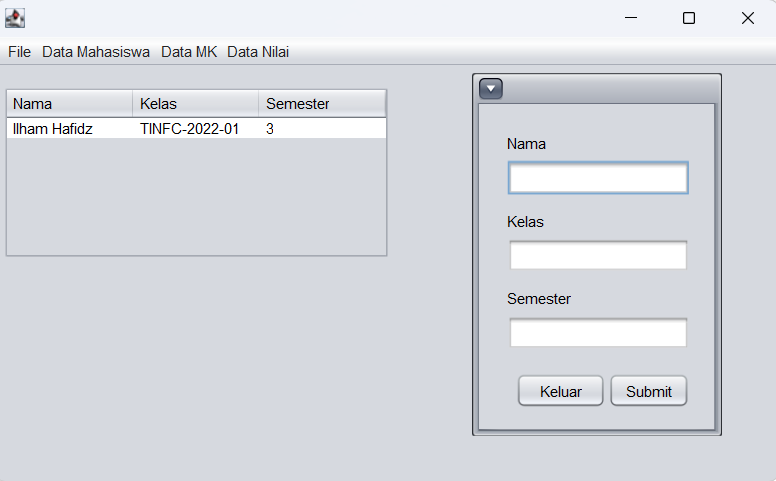 File Data Mahasiswa Data MK Data Nilai
Nama Kelas Semester
Ilham Hafidz TINFC-2022-01 3
Nama
Kelas
Semester
Keluar Submit